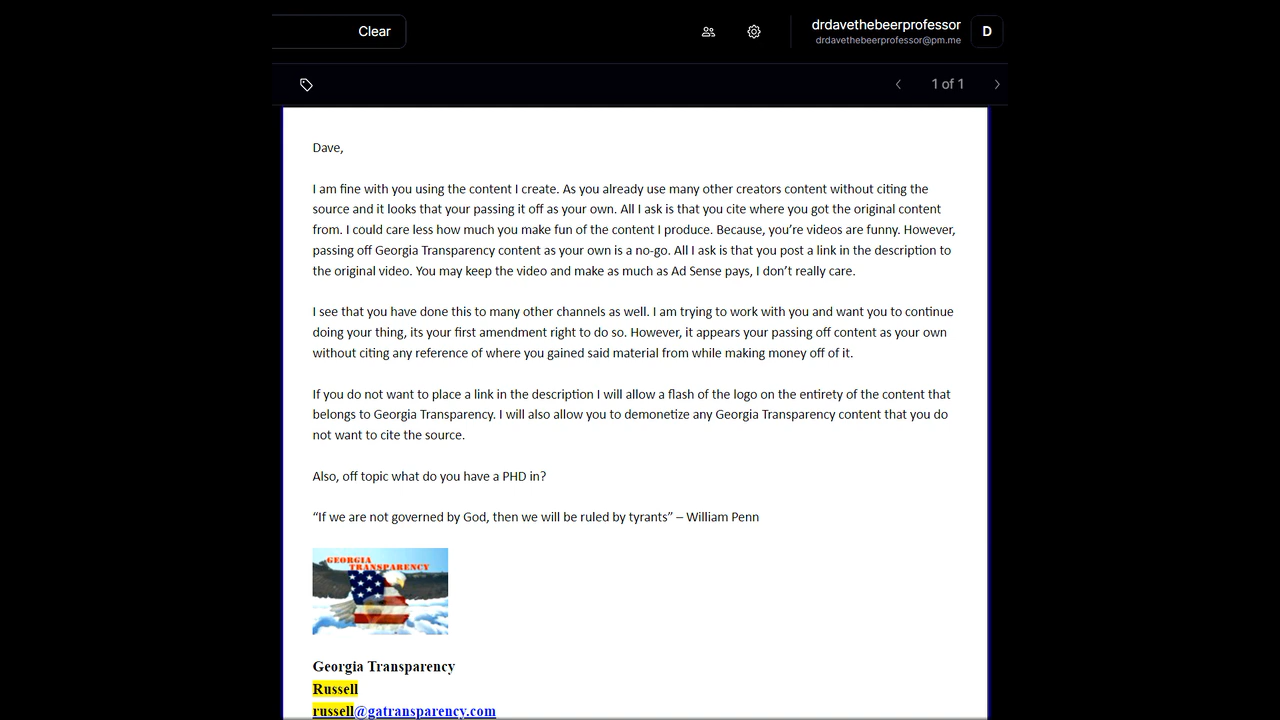 Clear
drdavethebeerprofessor
drdavethebeerprofessor@pm.me
D
1 of 1
Dave,
I am fine with you using the content I create. As you already use many other creators content without citing the
source and it looks that your passing it off as your own. All I ask is that you cite where you got the original content
from. I could care less how much you make fun of the content I produce. Because, you’re videos are funny. However,
passing off Georgia Transparency content as your own is a no-go. All I ask is that you post a link in the description to
the original video. You may keep the video and make as much as Ad Sense pays, I don’t really care.
I see that you have done this to many other channels as well. I am trying to work with you and want you to continue
doing your thing, its your first amendment right to do so. However, it appears your passing off content as your own
without citing any reference of where you gained said material from while making money off of it.
If you do not want to place a link in the description I will allow a flash of the logo on the entirety of the content that
belongs to Georgia Transparency. I will also allow you to demonetize any Georgia Transparency content that you do
not want to cite the source.
Also, off topic what do you have a PHD in?
“If we are not governed by God, then we will be ruled by tyrants” – William Penn
GEORGIA
TRANSPARENCY
Georgia Transparency
Russell
russell@gatransparency.com